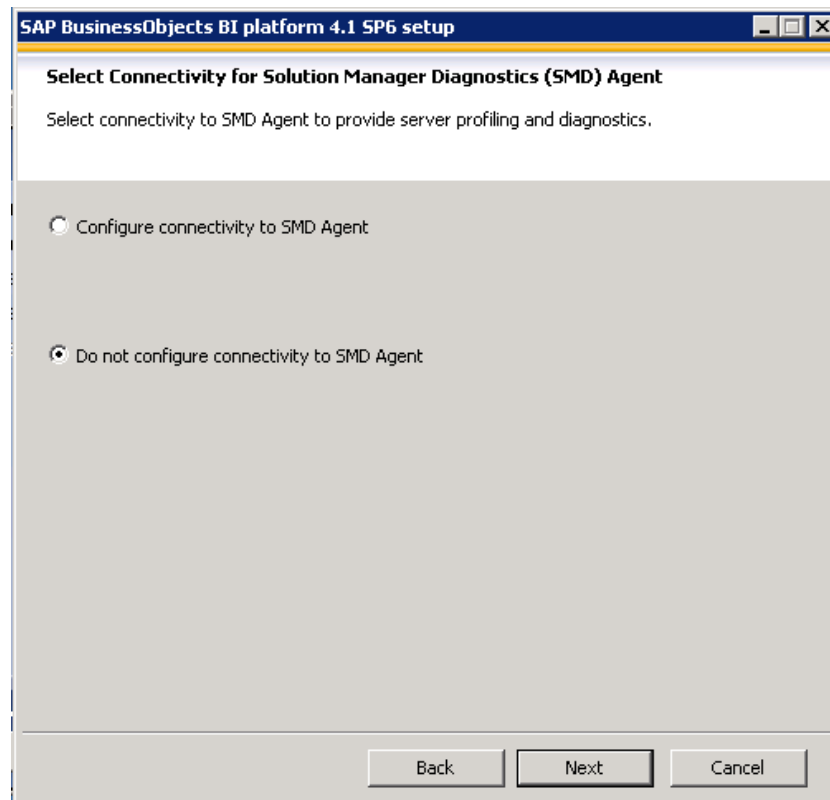 SAP BusinessObjects BI platform 4.1 SP6 setup
Select Connectivity for Solution Manager Diagnostics (SMD) Agent
Select connectivity to SMD Agent to provide server profiling and diagnostics.
Configure connectivity to SMD Agent
Do not configure connectivity to SMD Agent
Back Next Cancel